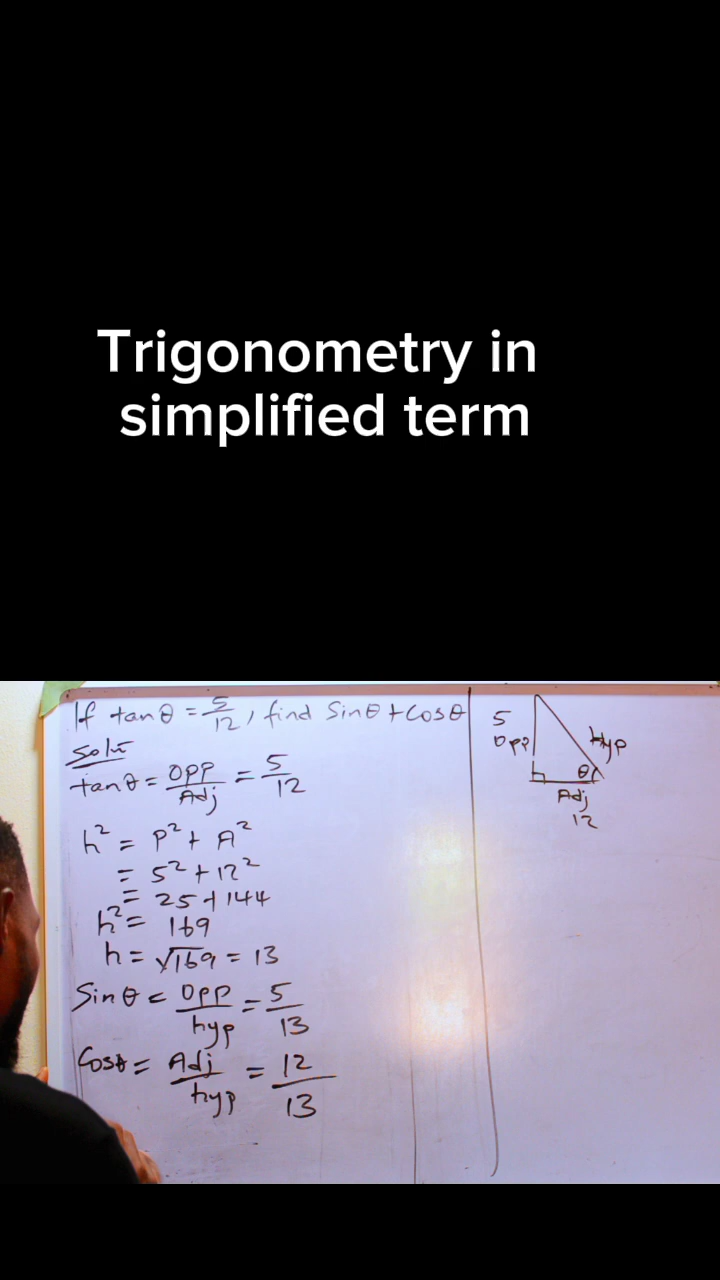 Trigonometry in
simplified term
If tanθ = 5/12, find Sinθ + Cosθ
Soln
tanθ = Opp/Adj = 5/12
h² = P² + A²
= 5² + 12²
= 25 + 144
h² = 169
h = √169 = 13
Sinθ = Opp/hyp = 5/13
Cosθ = Adj/hyp = 12/13
5
Opp
Hyp
θ
Adj
12